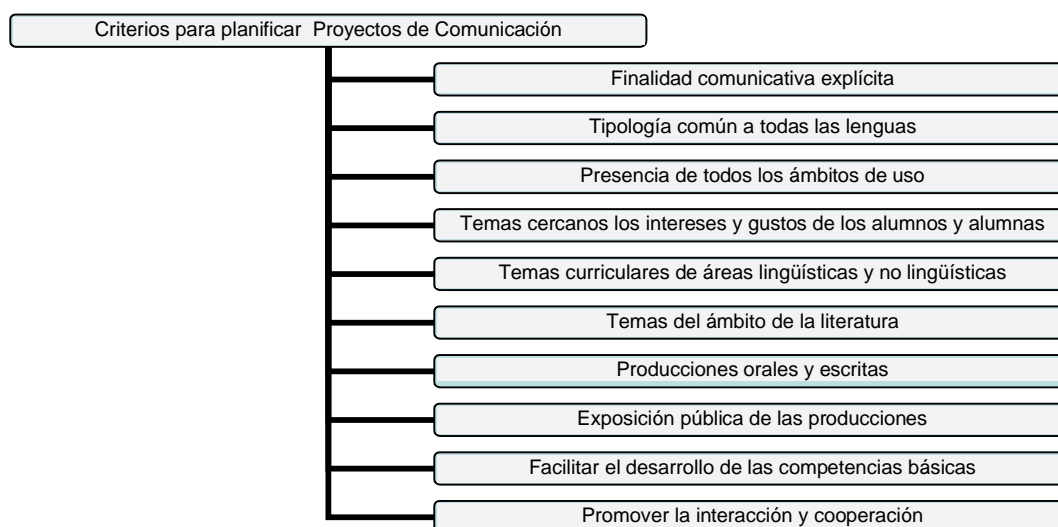 Criterios para planificar Proyectos de Comunicación
Finalidad comunicativa explícita
Tipología común a todas las lenguas
Presencia de todos los ámbitos de uso
Temas cercanos los intereses y gustos de los alumnos y alumnas
Temas curriculares de áreas lingüísticas y no lingüísticas
Temas del ámbito de la literatura
Producciones orales y escritas
Exposición pública de las producciones
Facilitar el desarrollo de las competencias básicas
Promover la interacción y cooperación